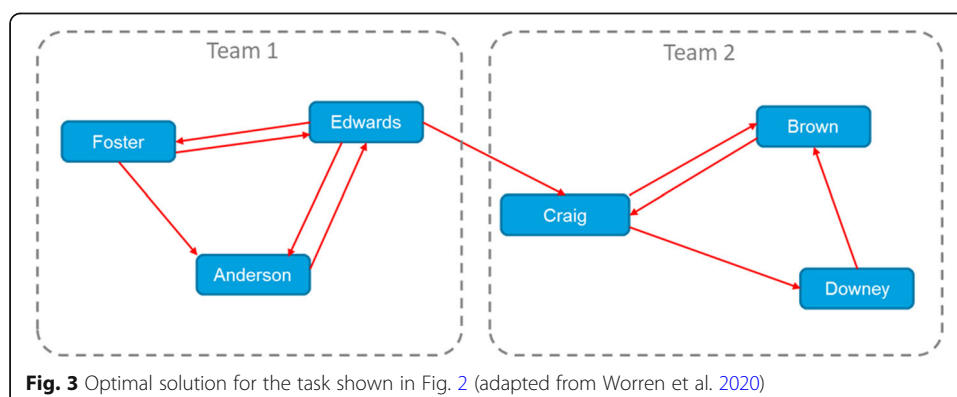 Team 1
Team 2
Edwards
Foster
Brown
Craig
Anderson
Downey
Fig. 3 Optimal solution for the task shown in Fig. 2 (adapted from Worren et al. 2020)